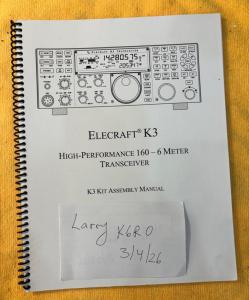 ELECRAFT® K3
HIGH-PERFORMANCE 160 – 6 METER
TRANSCEIVER
K3 KIT ASSEMBLY MANUAL
Larry K6RO
3/4/26